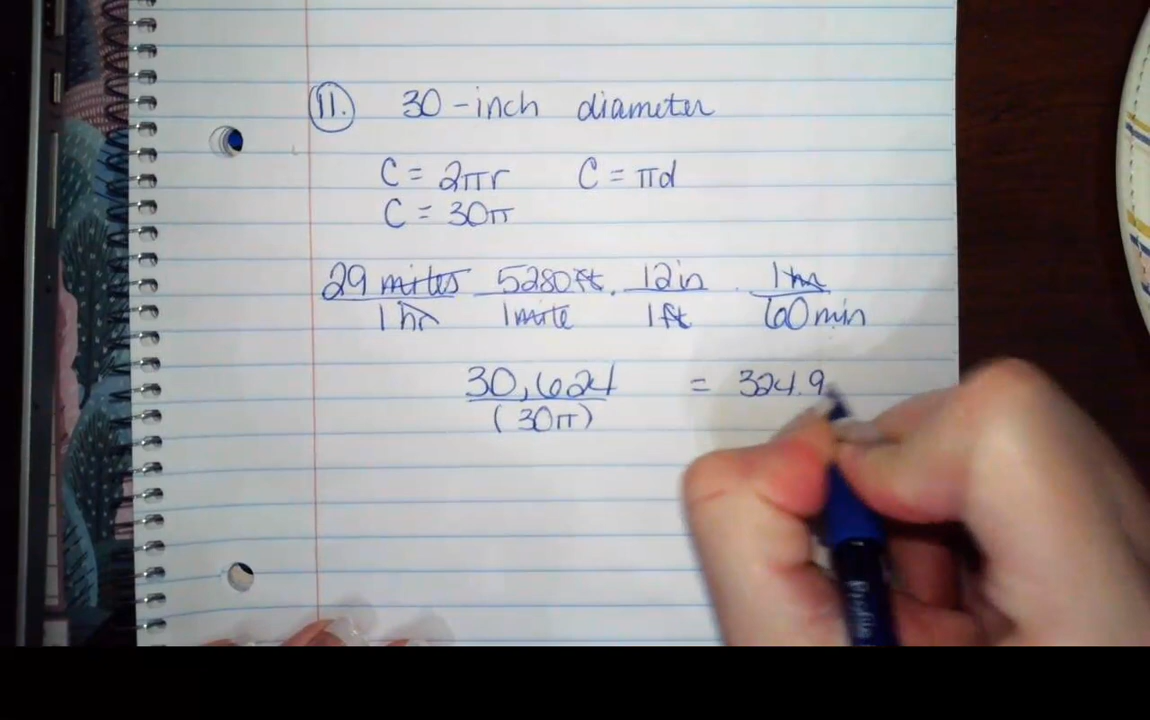 11. 30-inch diameter
C = 2πr C = πd
C = 30π
29 miles 5280 ft . 12 in . 1 hr
1 hr 1 mile 1 ft 60 min
30,624 = 324.9
(30π)
Profile